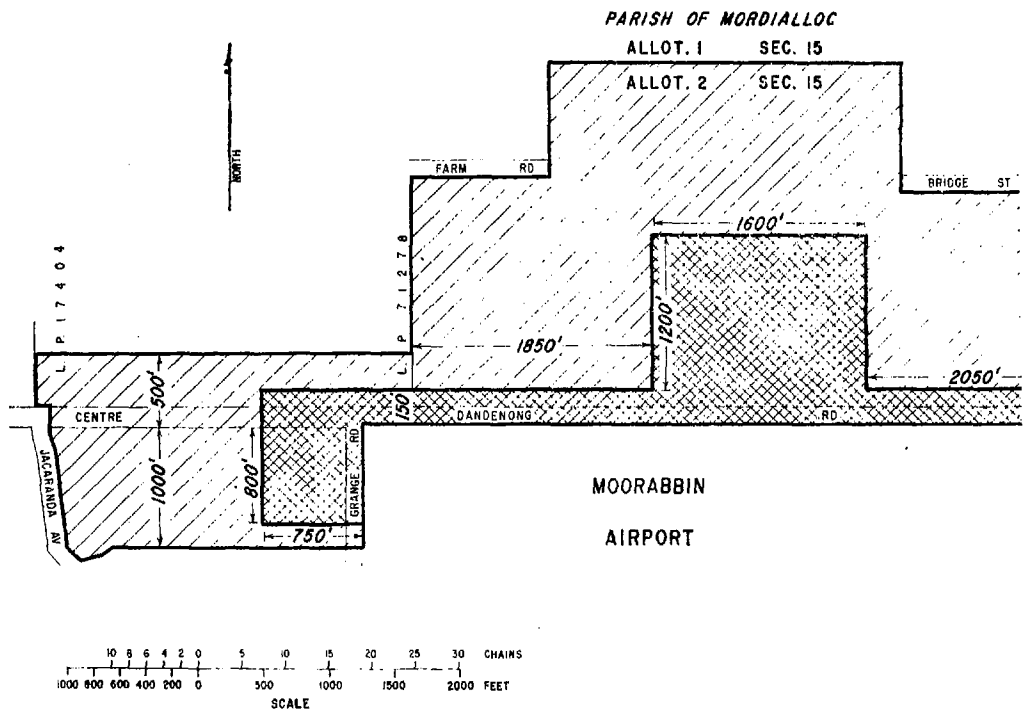 PARISH OF MORDIALLOC
ALLOT. 1 SEC. 15
ALLOT. 2 SEC. 15
NORTH
FARM RD
BRIDGE ST
1600'
L. P. 17404
L. P. 71278
1200'
1850'
2050'
500'
150'
CENTRE DANDENONG RD
JACARANDA AV
1000'
800'
GRANGE RD
750'
MOORABBIN
AIRPORT
10 8 6 4 2 0 5 10 15 20 25 30 CHAINS
1000 800 600 400 200 0 500 1000 1500 2000 FEET
SCALE